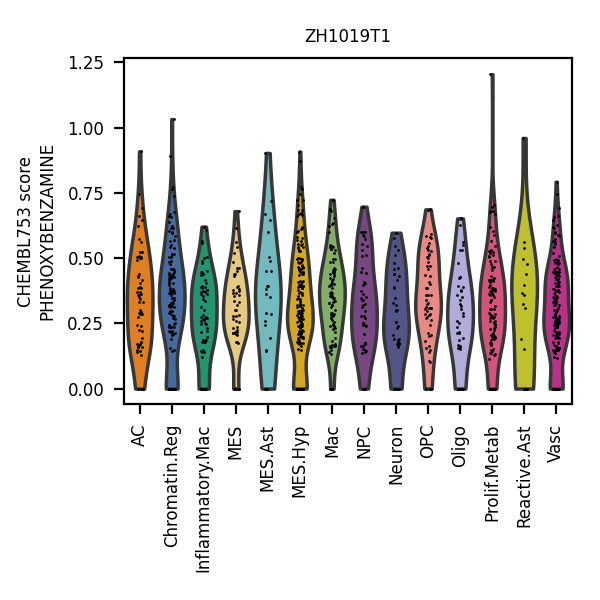 ZH1019T1
CHEMBL753 score
PHENOXYBENZAMINE
1.25
1.00
0.75
0.50
0.25
0.00
AC
Chromatin.Reg
Inflammatory.Mac
MES
MES.Ast
MES.Hyp
Mac
NPC
Neuron
OPC
Oligo
Prolif.Metab
Reactive.Ast
Vasc